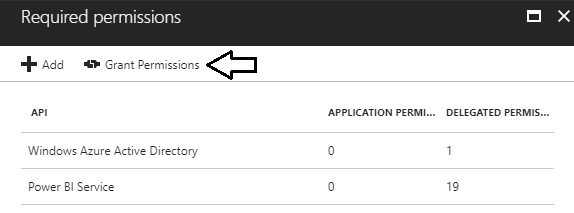 Required permissions
Add Grant Permissions
API APPLICATION PERMI... DELEGATED PERMIS...
Windows Azure Active Directory 0 1
Power BI Service 0 19